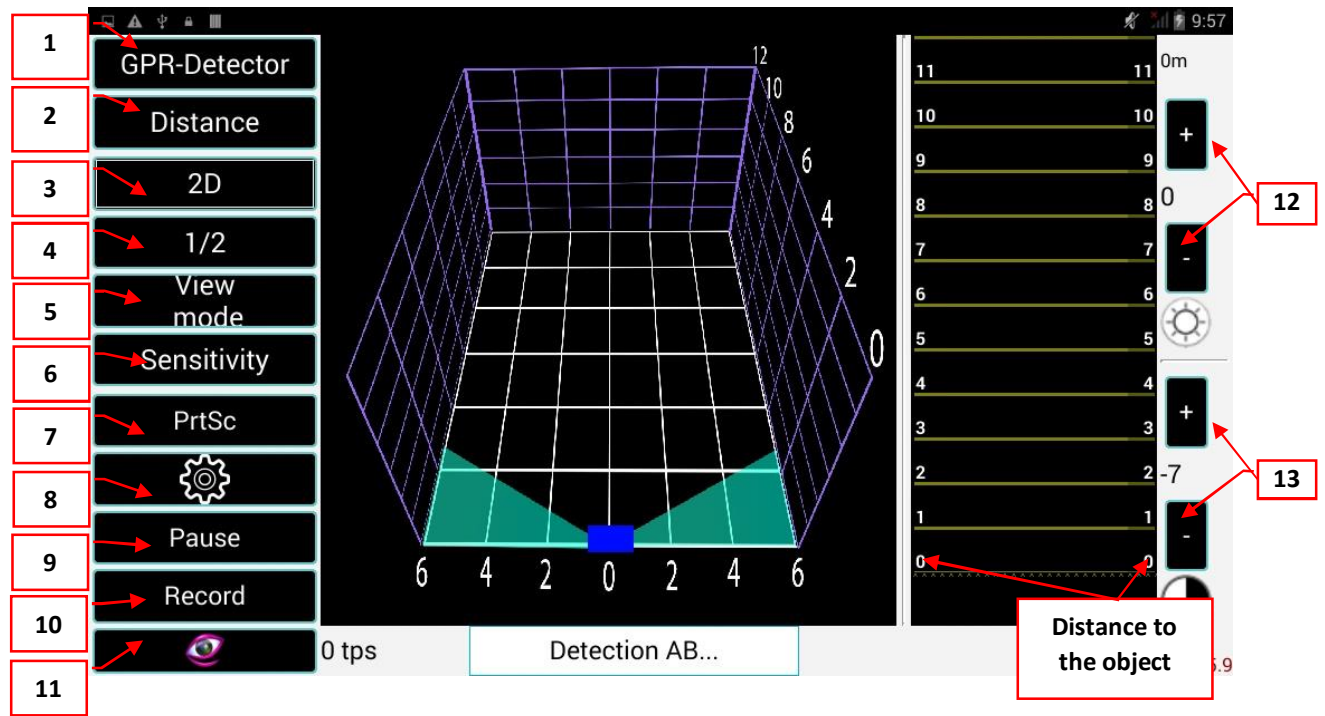 9:57
1
GPR-Detector
2
Distance
3
2D
4
1/2
5
View
mode
6
Sensitivity
7
PrtSc
8
9
Pause
10
Record
11
12
10
8
6
4
2
0
6 4 2 0 2 4 6
0 tps
Detection AB...
11 11
10 10
9 9
8 8
7 7
6 6
5 5
4 4
3 3
2 2
1 1
0 0
0m
+
0
-
12
+
-7
-
13
Distance to
the object
5.9